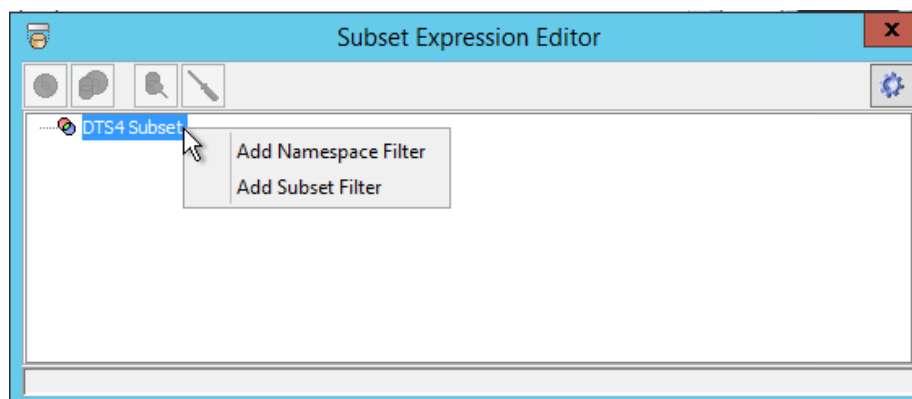 Subset Expression Editor
x
DTS4 Subset
Add Namespace Filter
Add Subset Filter